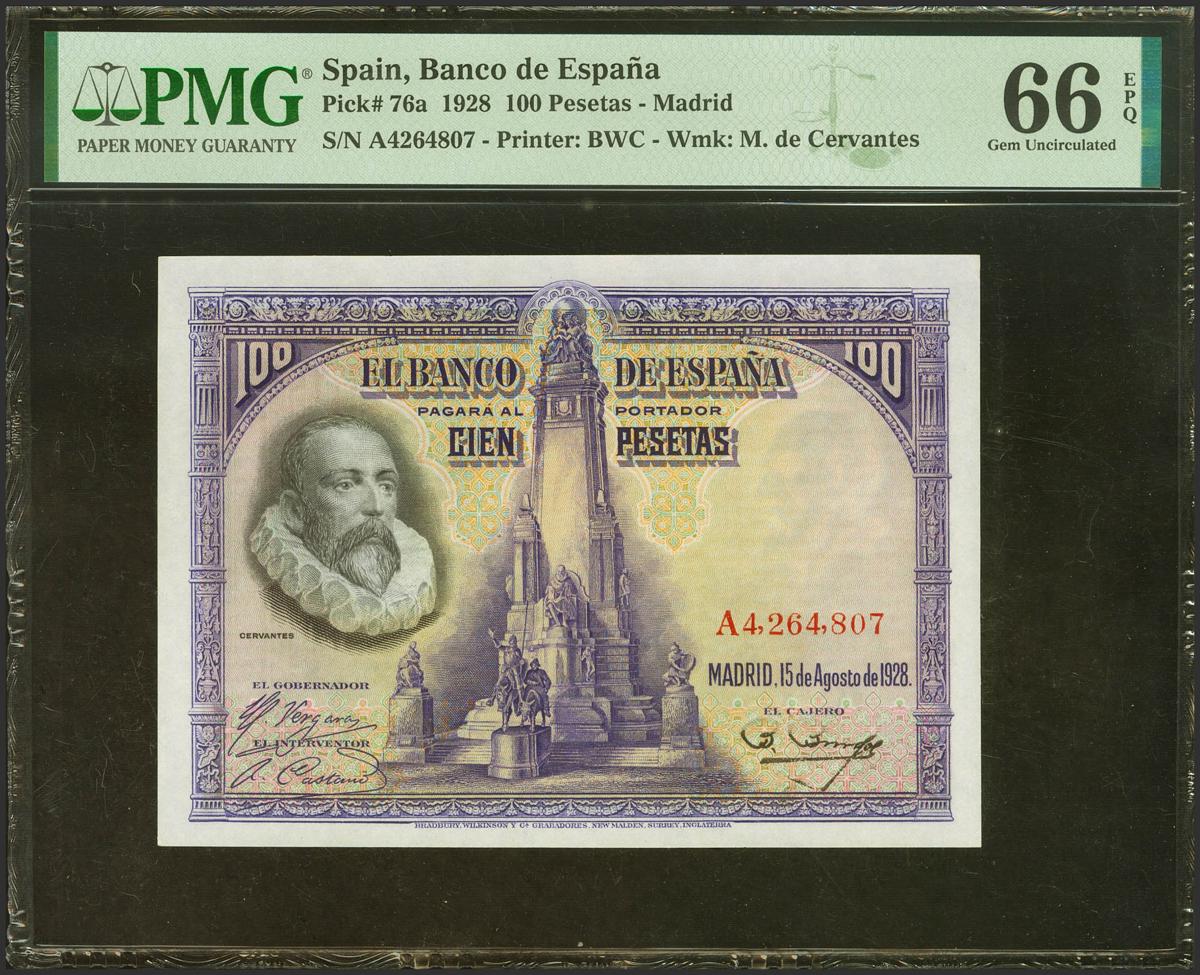 PMG®
PAPER MONEY GUARANTY
Spain, Banco de España
Pick# 76a 1928 100 Pesetas - Madrid
S/N A4264807 - Printer: BWC - Wmk: M. de Cervantes
66 EPQ
Gem Uncirculated
100 100
EL BANCO DE ESPAÑA
PAGARÁ AL PORTADOR
CIEN PESETAS
CERVANTES
A4,264,807
MADRID, 15 de Agosto de 1928.
EL GOBERNADOR
Vergara
EL INTERVENTOR
A. Castaño
EL CAJERO
BRADBURY, WILKINSON Y Cª GRABADORES, NEW MALDEN, SURREY, INGLATERRA